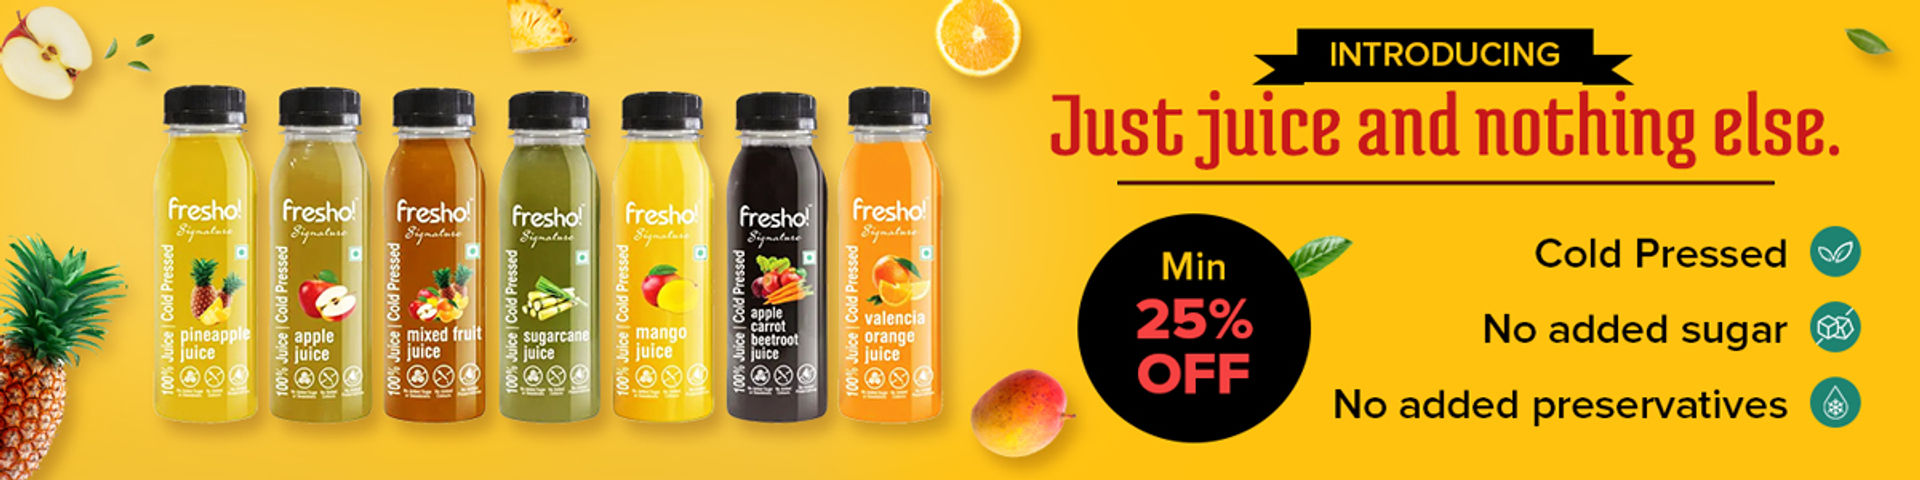 fresho!
Signature
100% Juice | Cold Pressed
pineapple
juice
fresho!
Signature
100% Juice | Cold Pressed
apple
juice
fresho!
Signature
100% Juice | Cold Pressed
mixed fruit
juice
fresho!
Signature
100% Juice | Cold Pressed
sugarcane
juice
fresho!
Signature
100% Juice | Cold Pressed
mango
juice
fresho!
Signature
100% Juice | Cold Pressed
apple
carrot
beetroot
juice
fresho!
Signature
100% Juice | Cold Pressed
valencia
orange
juice
INTRODUCING
Just juice and nothing else.
Min
25%
OFF
Cold Pressed
No added sugar
No added preservatives